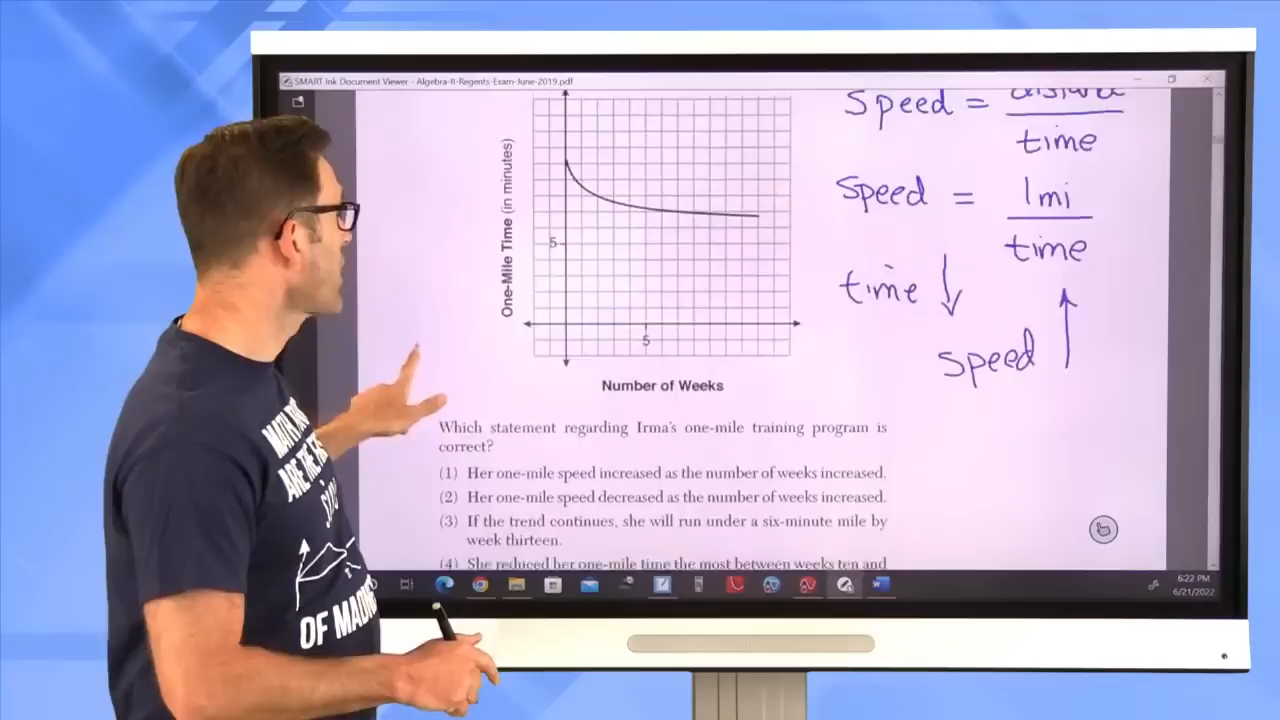 SMART Ink Document Viewer - Algebra-II-Regents-Exam-June-2019.pdf
One-Mile Time (in minutes)
5
5
Number of Weeks
Speed = distance
time
Speed = 1mi
time
time ↓
speed ↑
Which statement regarding Irma's one-mile training program is
correct?
(1) Her one-mile speed increased as the number of weeks increased.
(2) Her one-mile speed decreased as the number of weeks increased.
(3) If the trend continues, she will run under a six-minute mile by
week thirteen.
(4) She reduced her one-mile time the most between weeks ten and
6:22 PM
6/21/2022
ARE THE
OF